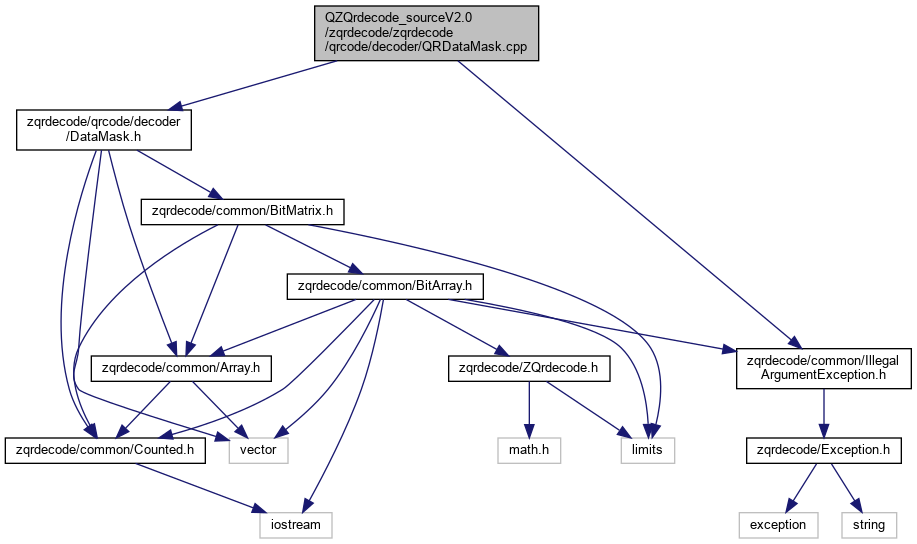 QZQrdecode_sourceV2.0
/zqrdecode/zqrdecode
/qrcode/decoder/QRDataMask.cpp
zqrdecode/qrcode/decoder
/DataMask.h
zqrdecode/common/BitMatrix.h
zqrdecode/common/BitArray.h
zqrdecode/common/Array.h
zqrdecode/ZQrdecode.h
zqrdecode/common/Illegal
ArgumentException.h
zqrdecode/common/Counted.h
vector
math.h
limits
zqrdecode/Exception.h
iostream
exception
string